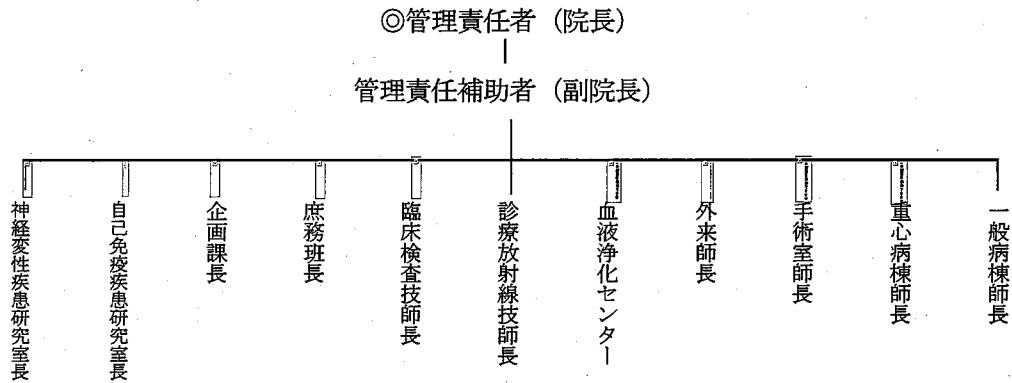 ◎管理責任者（院長）
管理責任補助者（副院長）
神経変性疾患研究室長
自己免疫疾患研究室長
企画課長
庶務班長
臨床検査技師長
診療放射線技師長
血液浄化センター
外来師長
手術室師長
重心病棟師長
一般病棟師長